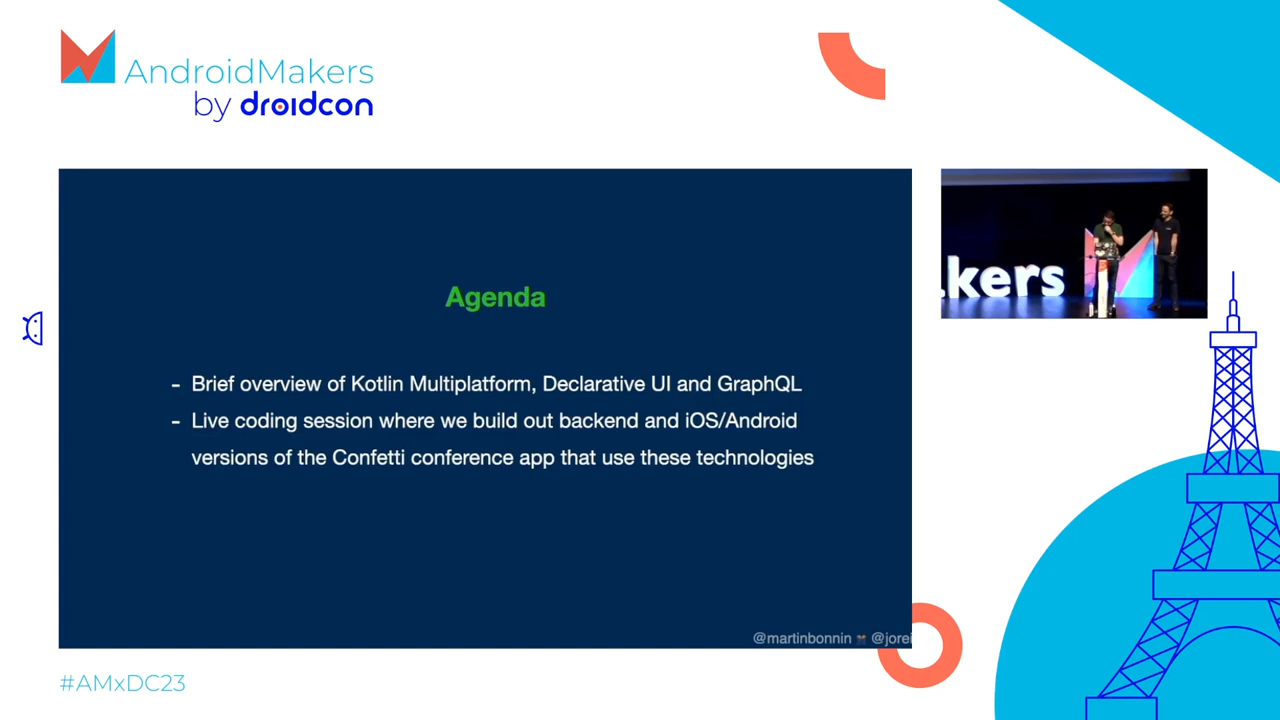 AndroidMakers
by droidcon
Agenda
- Brief overview of Kotlin Multiplatform, Declarative UI and GraphQL
- Live coding session where we build out backend and iOS/Android
versions of the Confetti conference app that use these technologies
kers
@martinbonnin @jorei
#AMxDC23